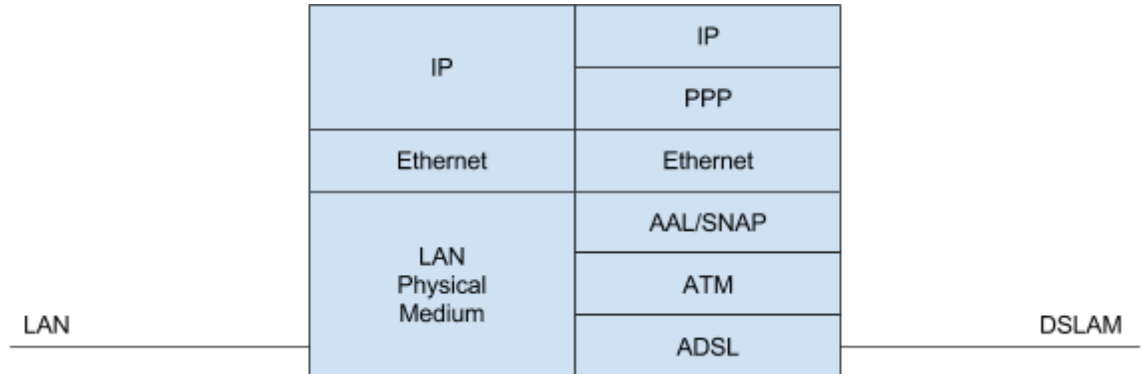 IP
IP
PPP
Ethernet
Ethernet
LAN
Physical
Medium
AAL/SNAP
ATM
ADSL
LAN
DSLAM